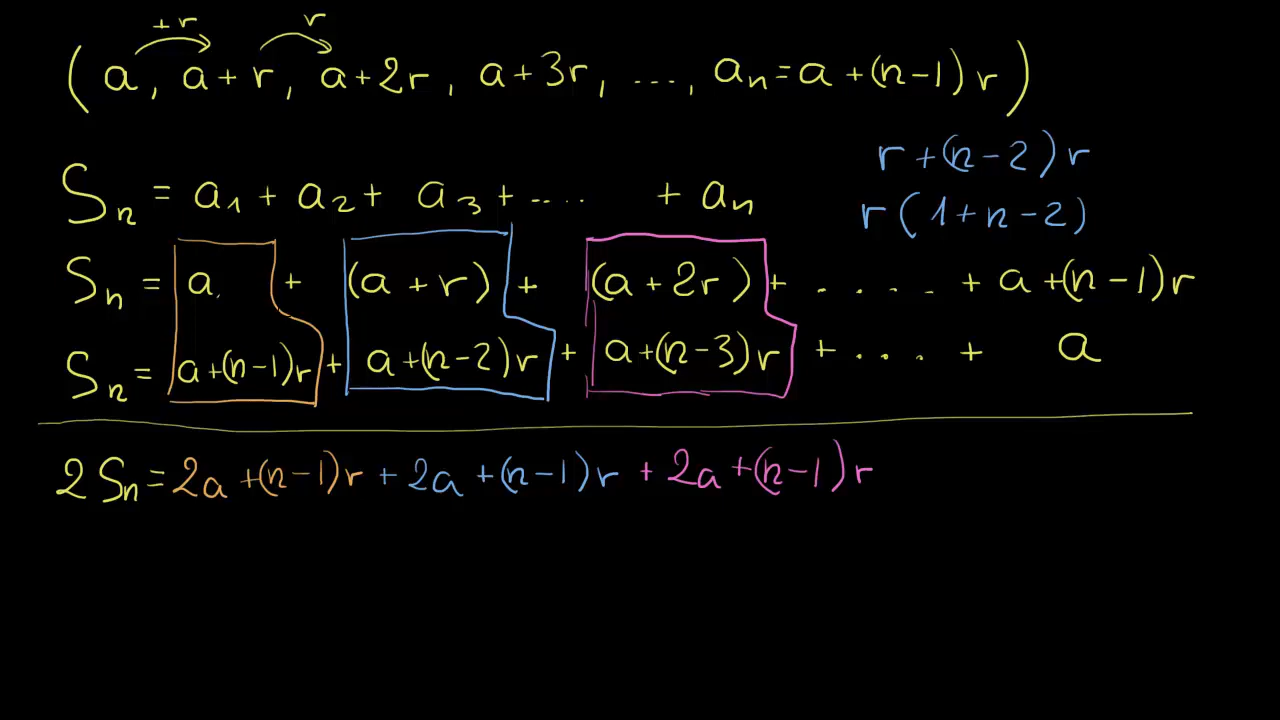 +r r
(a, a+r, a+2r, a+3r, ..., aₙ=a+(n-1)r)
r+(n-2)r
Sₙ = a₁ + a₂ + a₃ + .... + aₙ
r(1+n-2)
Sₙ = a + (a+r) + (a+2r) + ..... + a+(n-1)r
Sₙ = a+(n-1)r + a+(n-2)r + a+(n-3)r + .... + a
2Sₙ = 2a+(n-1)r + 2a+(n-1)r + 2a+(n-1)r